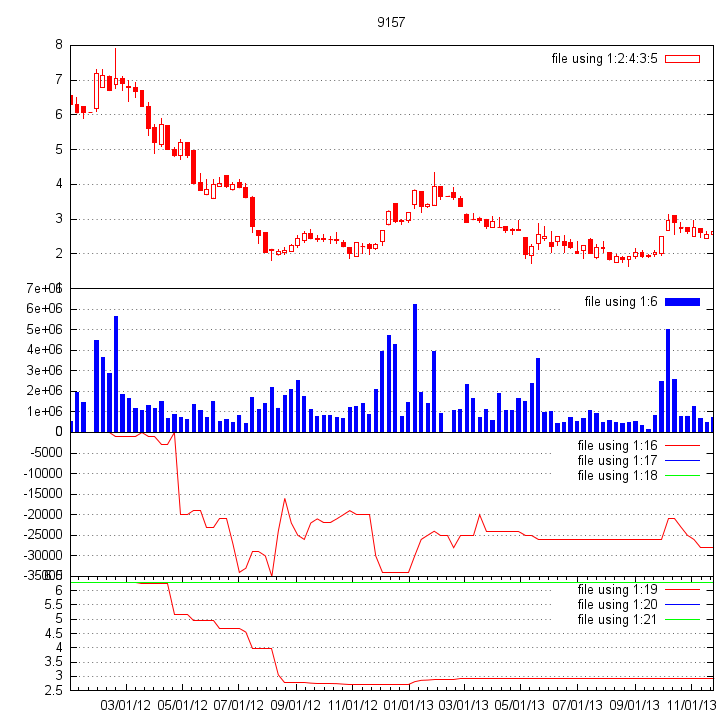 9157
8
file using 1:2:4:3:5
7
6
5
4
3
2
7e+06
file using 1:6
6e+06
5e+06
4e+06
3e+06
2e+06
1e+06
0
file using 1:16
-5000
file using 1:17
-10000
file using 1:18
-15000
-20000
-25000
-30000
-35000
file using 1:19
6
file using 1:20
5.5
file using 1:21
5
4.5
4
3.5
3
2.5
03/01/12 05/01/12 07/01/12 09/01/12 11/01/12 01/01/13 03/01/13 05/01/13 07/01/13 09/01/13 11/01/13